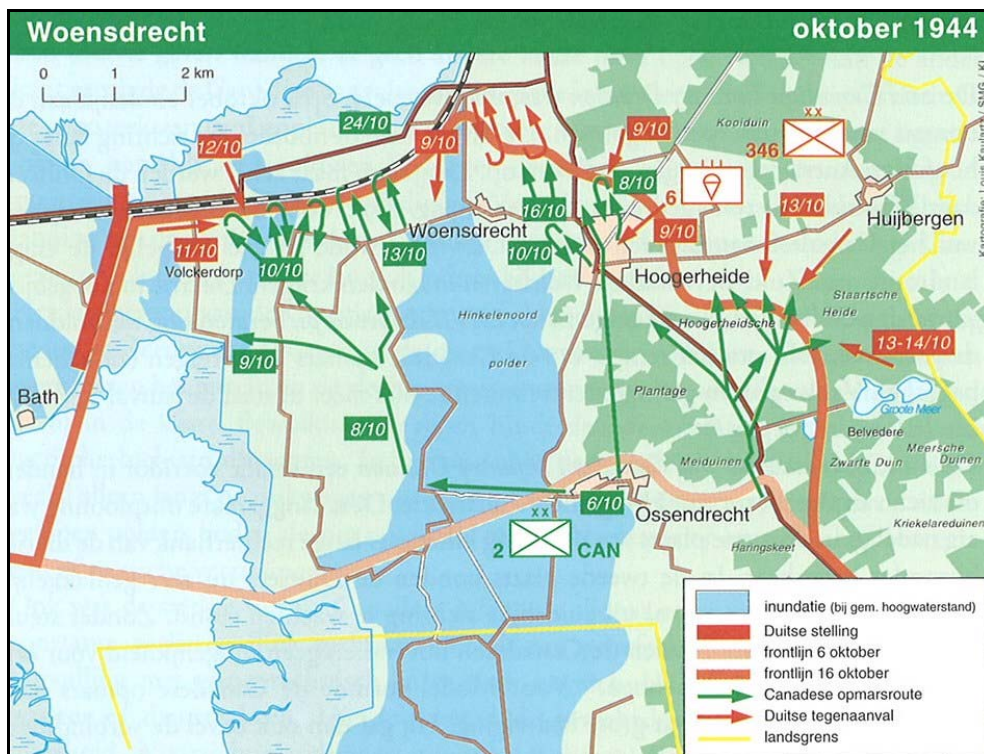 Woensdrecht
oktober 1944
0 1 2 km
24/10
12/10
9/10
9/10
Kooiduin
xx
346
8/10
III
6
13/10
Huijbergen
16/10
Woensdrecht
9/10
11/10
Volckerdorp
10/10
13/10
10/10
Hoogerheide
Hinkelenoord
polder
Hoogerheidsche
Staartsche
Heide
9/10
13-14/10
Bath
Plantage
Groote Meer
Belvedere
8/10
Meiduinen
Zwarte Duin
Meersche
Duinen
6/10
Ossendrecht
xx
2
CAN
Kriekelareduinen
Haringskeet
inundatie (bij gem. hoogwaterstand)
Duitse stelling
frontlijn 6 oktober
frontlijn 16 oktober
Canadese opmarsroute
Duitse tegenaanval
landsgrens